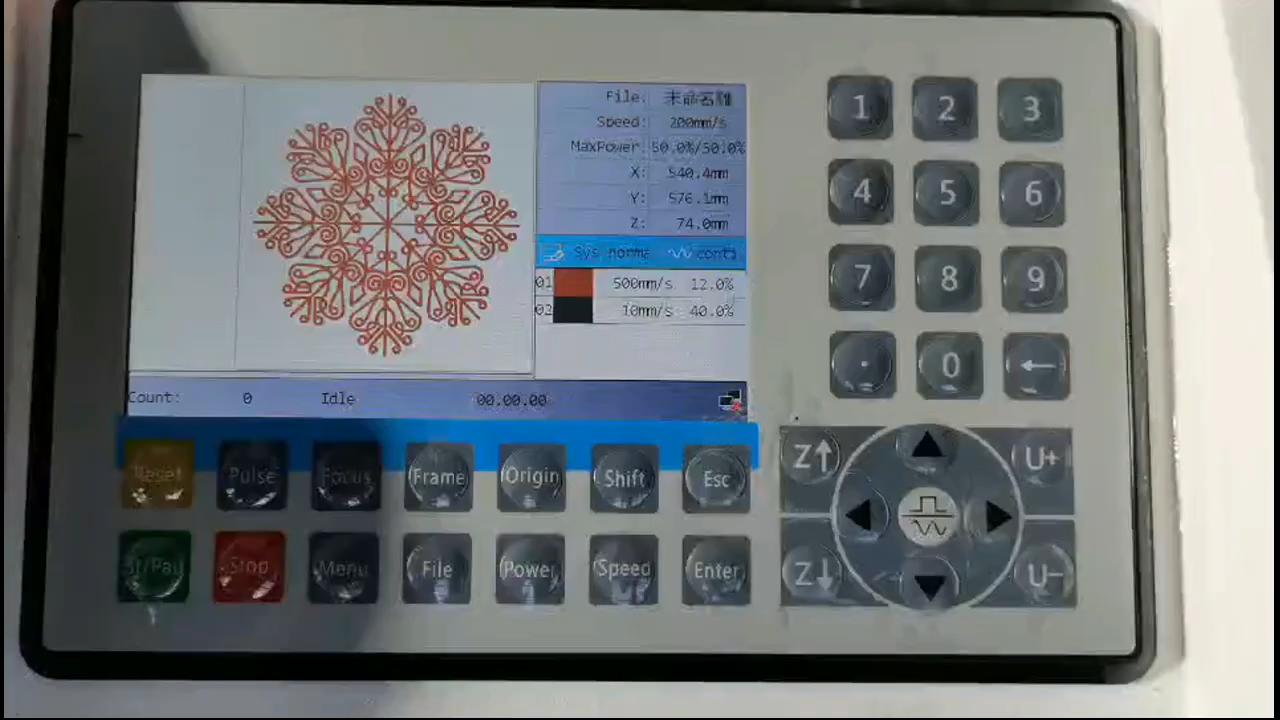 File: 未命名
Speed: 200mm/s
MaxPower: 50.0%/50.0%
X: 540.4mm
Y: 576.1mm
Z: 74.0mm
Sys norma conti
01 500mm/s 12.0%
02 10mm/s 40.0%
Count: 0 Idle 00.00.00
Reset Pulse Focus Frame Origin Shift Esc
St/Pau Stop Menu File Power Speed Enter
1 2 3
4 5 6
7 8 9
. 0 ←
Z↑ U+
Z↓ U-